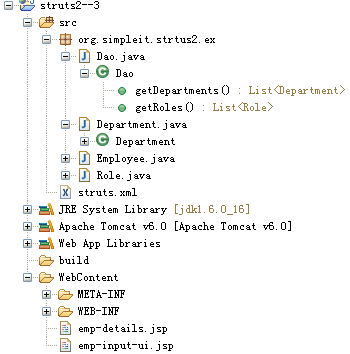 struts2--3
src
org.simpleit.strtus2.ex
Dao.java
Dao
getDepartments() : List<Department>
getRoles() : List<Role>
Department.java
Department
Employee.java
Role.java
struts.xml
JRE System Library [jdk1.6.0_16]
Apache Tomcat v6.0 [Apache Tomcat v6.0]
Web App Libraries
build
WebContent
META-INF
WEB-INF
emp-details.jsp
emp-input-ui.jsp